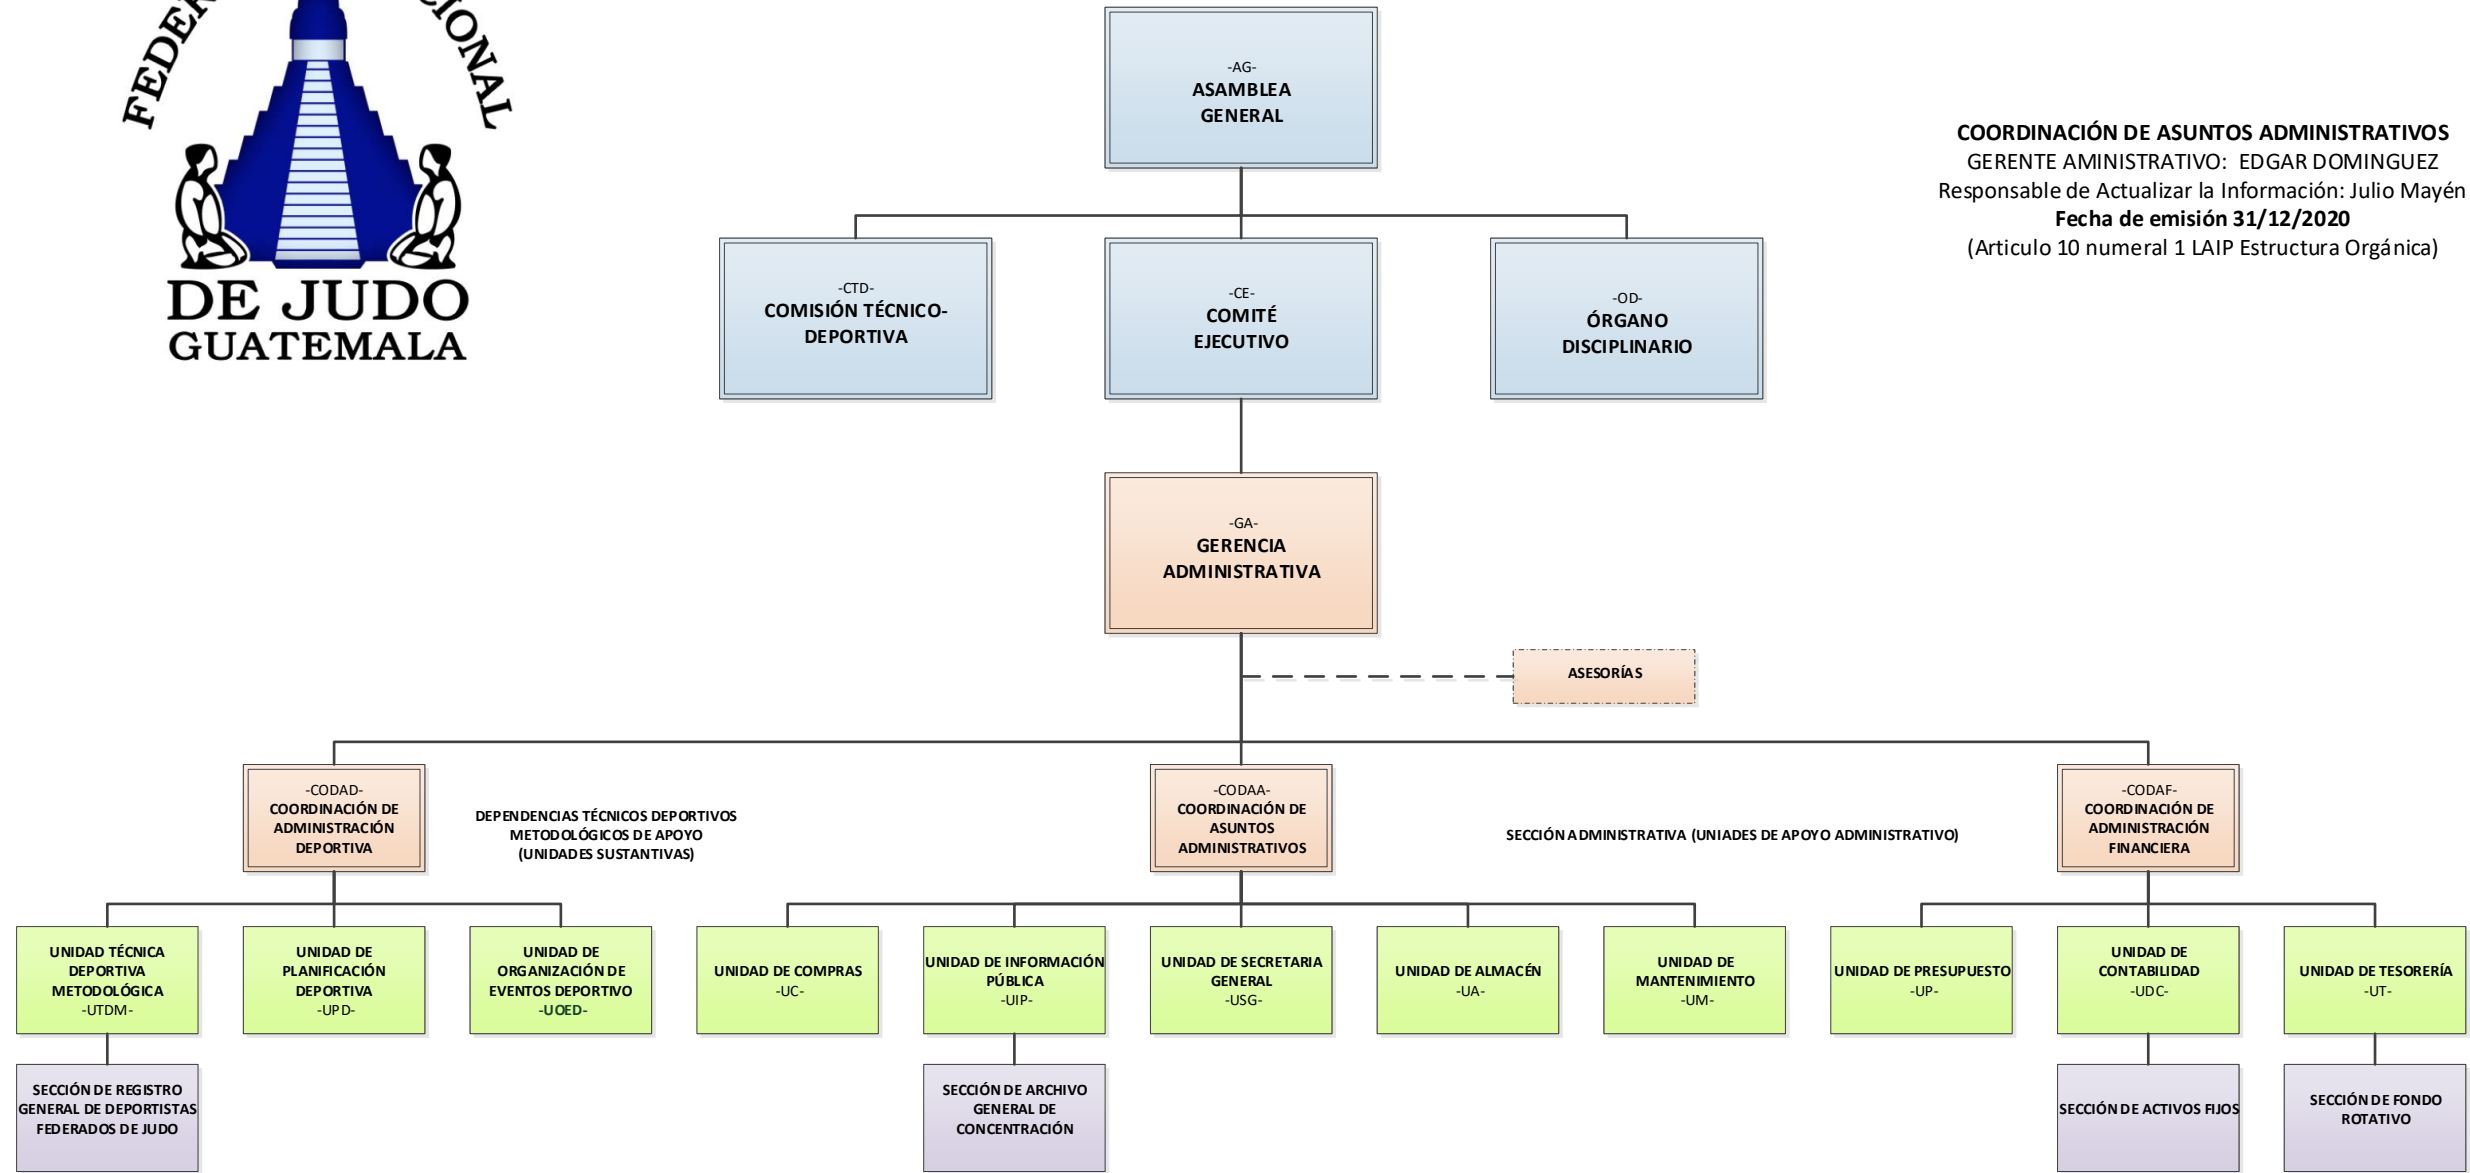 DE JUDO
GUATEMALA
-AG-
ASAMBLEA
GENERAL
COORDINACIÓN DE ASUNTOS ADMINISTRATIVOS
GERENTE AMINISTRATIVO: EDGAR DOMINGUEZ
Responsable de Actualizar la Información: Julio Mayén
Fecha de emisión 31/12/2020
(Articulo 10 numeral 1 LAIP Estructura Orgánica)
-CTD-
COMISIÓN TÉCNICO-
DEPORTIVA
-CE-
COMITÉ
EJECUTIVO
-OD-
ÓRGANO
DISCIPLINARIO
-GA-
GERENCIA
ADMINISTRATIVA
ASESORÍAS
-CODAD-
COORDINACIÓN DE
ADMINISTRACIÓN
DEPORTIVA
DEPENDENCIAS TÉCNICOS DEPORTIVOS
METODOLÓGICOS DE APOYO
(UNIDADES SUSTANTIVAS)
-CODAA-
COORDINACIÓN DE
ASUNTOS
ADMINISTRATIVOS
SECCIÓN ADMINISTRATIVA (UNIADES DE APOYO ADMINISTRATIVO)
-CODAF-
COORDINACIÓN DE
ADMINISTRACIÓN
FINANCIERA
UNIDAD TÉCNICA
DEPORTIVA
METODOLÓGICA
-UTDM-
UNIDAD DE
PLANIFICACIÓN
DEPORTIVA
-UPD-
UNIDAD DE
ORGANIZACIÓN DE
EVENTOS DEPORTIVO
-UOED-
UNIDAD DE COMPRAS
-UC-
UNIDAD DE INFORMACIÓN
PÚBLICA
-UIP-
UNIDAD DE SECRETARIA
GENERAL
-USG-
UNIDAD DE ALMACÉN
-UA-
UNIDAD DE
MANTENIMIENTO
-UM-
UNIDAD DE PRESUPUESTO
-UP-
UNIDAD DE
CONTABILIDAD
-UDC-
UNIDAD DE TESORERÍA
-UT-
SECCIÓN DE REGISTRO
GENERAL DE DEPORTISTAS
FEDERADOS DE JUDO
SECCIÓN DE ARCHIVO
GENERAL DE
CONCENTRACIÓN
SECCIÓN DE ACTIVOS FIJOS
SECCIÓN DE FONDO
ROTATIVO